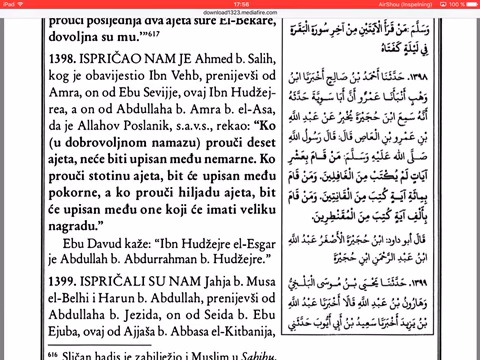 iPad
17:56
AirShou (Inspelning)
100 %
download1323.mediafire.com
prouči posljednja dva ajeta sure El-Bekare,
dovoljna su mu.’”617
1398. ISPRIČAO NAM JE Ahmed b. Salih,
kog je obavijestio Ibn Vehb, prenijevši od
Amra, on od Ebu Sevijje, ovaj Ibn Hudžej-
rea, a on od Abdullaha b. Amra b. el-Asa,
da je Allahov Poslanik, s.a.v.s., rekao: “Ko
(u dobrovoljnom namazu) prouči deset
ajeta, neće biti upisan među nemarne. Ko
prouči stotinu ajeta, bit će upisan među
pokorne, a ko prouči hiljadu ajeta, bit
će upisan među one koji će imati veliku
nagradu.”
Ebu Davud kaže: “Ibn Hudžejre el-Esgar
je Abdullah b. Abdurrahman b. Hudžejre.”
1399. ISPRIČALI SU NAM Jahja b. Musa
el-Belhi i Harun b. Abdullah, prenijevši od
Abdullaha b. Jezida, on od Seida b. Ebu
Ejuba, ovaj od Ajjaša b. Abbasa el-Kitbanija,
616 Sličan hadis je zabilježio i Muslim u Sahihu.
وَسَلَّمَ: مَنْ قَرَأَ الْآيَتَيْنِ مِنْ آخِرِ سُورَةِ الْبَقَرَةِ
فِي لَيْلَةٍ كَفَتَاهُ
١٣٩٨. حَدَّثَنَا أَحْمَدُ بْنُ صَالِحٍ أَخْبَرَنَا ابْنُ
وَهْبٍ أَنْبَأَنَا عَمْرٌو أَنَّ أَبَا سَوِيَّةَ حَدَّثَهُ
أَنَّهُ سَمِعَ ابْنَ حُجَيْرَةَ يُخْبِرُ عَنْ عَبْدِ اللَّهِ
بْنِ عَمْرِو بْنِ الْعَاصِ قَالَ: قَالَ رَسُولُ اللَّهِ
صَلَّى اللَّهُ عَلَيْهِ وَسَلَّمَ: مَنْ قَامَ بِعَشْرِ
آيَاتٍ لَمْ يُكْتَبْ مِنَ الْغَافِلِينَ. وَمَنْ قَامَ
بِمِائَةِ آيَةٍ كُتِبَ مِنَ الْقَانِتِينَ. وَمَنْ قَامَ
بِأَلْفِ آيَةٍ كُتِبَ مِنَ الْمُقَنْطِرِينَ.
قَالَ أَبُو دَاوُد: ابْنُ حُجَيْرَةَ الْأَصْغَرُ عَبْدُ اللَّهِ
ابْنُ عَبْدِ الرَّحْمَنِ ابْنِ حُجَيْرَةَ
١٣٩٩. حَدَّثَنَا يَحْيَى بْنُ مُوسَى الْبَلْخِيُّ
وَهَارُونُ بْنُ عَبْدِ اللَّهِ قَالَا أَخْبَرَنَا عَبْدُ اللَّهِ
بْنُ يَزِيدَ أَخْبَرَنَا سَعِيدُ بْنُ أَبِي أَيُّوبَ حَدَّثَنِي